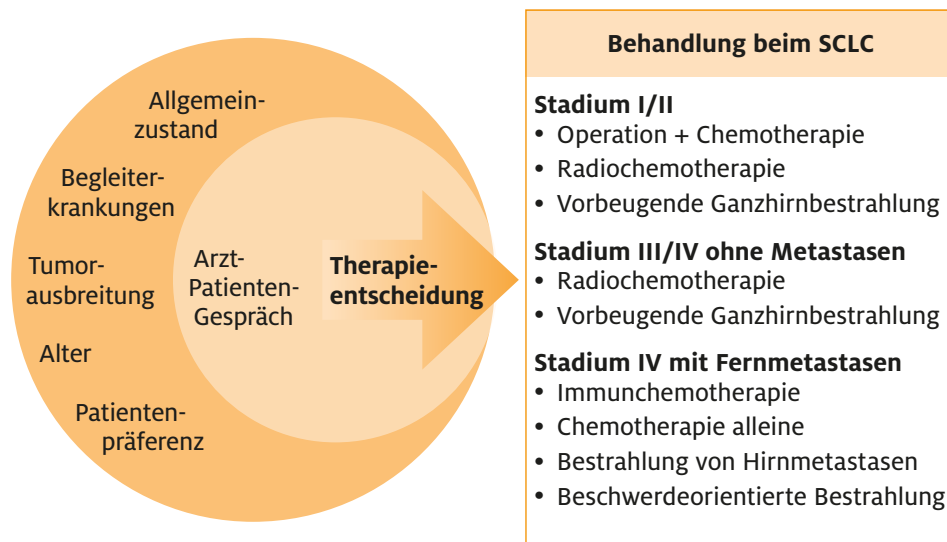 Allgemein-
zustand
Begleiter-
krankungen
Tumor-
ausbreitung
Alter
Patienten-
präferenz
Arzt-
Patienten-
Gespräch
Therapie-
entscheidung
Behandlung beim SCLC
Stadium I/II
• Operation + Chemotherapie
• Radiochemotherapie
• Vorbeugende Ganzhirnbestrahlung
Stadium III/IV ohne Metastasen
• Radiochemotherapie
• Vorbeugende Ganzhirnbestrahlung
Stadium IV mit Fernmetastasen
• Immunchemotherapie
• Chemotherapie alleine
• Bestrahlung von Hirnmetastasen
• Beschwerdeorientierte Bestrahlung